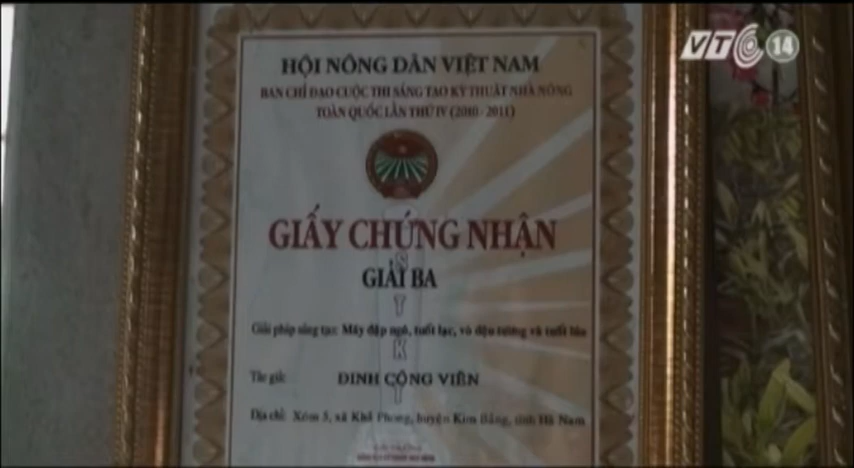 VTC 14
HỘI NÔNG DÂN VIỆT NAM
BAN CHỈ ĐẠO CUỘC THI SÁNG TẠO KỸ THUẬT NHÀ NÔNG
TOÀN QUỐC LẦN THỨ IV (2010 - 2011)
GIẤY CHỨNG NHẬN
GIẢI BA
Giải pháp sáng tạo: Máy đập ngô, tuốt lạc, vò đậu tương và tuốt lúa
Tác giả: ĐINH CÔNG VIÊN
Địa chỉ: Xóm 5, xã Khả Phong, huyện Kim Bảng, tỉnh Hà Nam